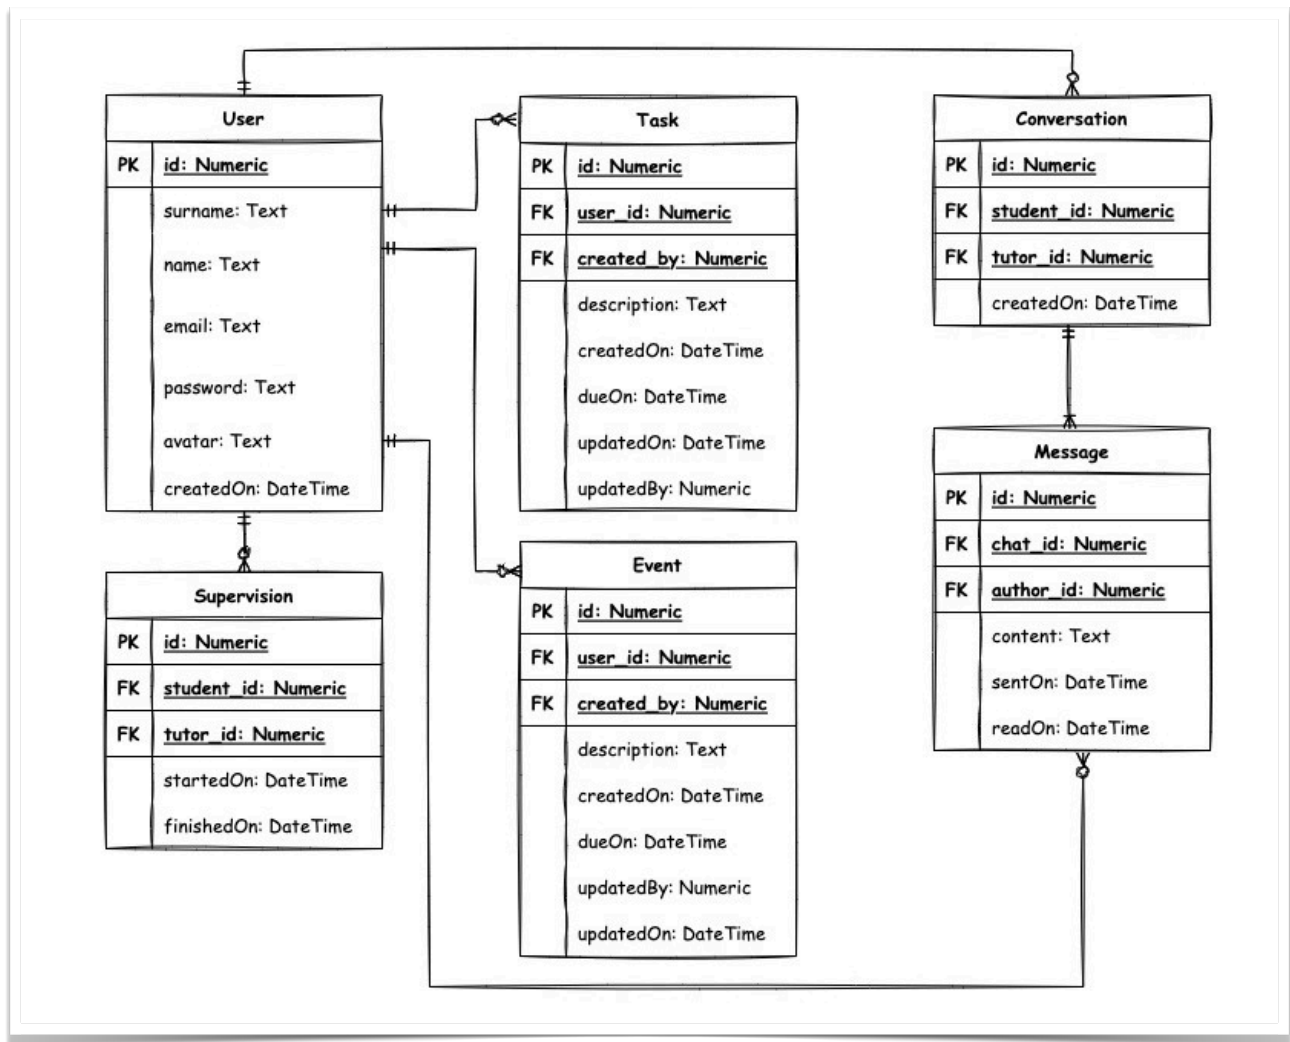 User
PK id: Numeric
surname: Text
name: Text
email: Text
password: Text
avatar: Text
createdOn: DateTime
Supervision
PK id: Numeric
FK student_id: Numeric
FK tutor_id: Numeric
startedOn: DateTime
finishedOn: DateTime
Task
PK id: Numeric
FK user_id: Numeric
FK created_by: Numeric
description: Text
createdOn: DateTime
dueOn: DateTime
updatedOn: DateTime
updatedBy: Numeric
Event
PK id: Numeric
FK user_id: Numeric
FK created_by: Numeric
description: Text
createdOn: DateTime
dueOn: DateTime
updatedBy: Numeric
updatedOn: DateTime
Conversation
PK id: Numeric
FK student_id: Numeric
FK tutor_id: Numeric
createdOn: DateTime
Message
PK id: Numeric
FK chat_id: Numeric
FK author_id: Numeric
content: Text
sentOn: DateTime
readOn: DateTime